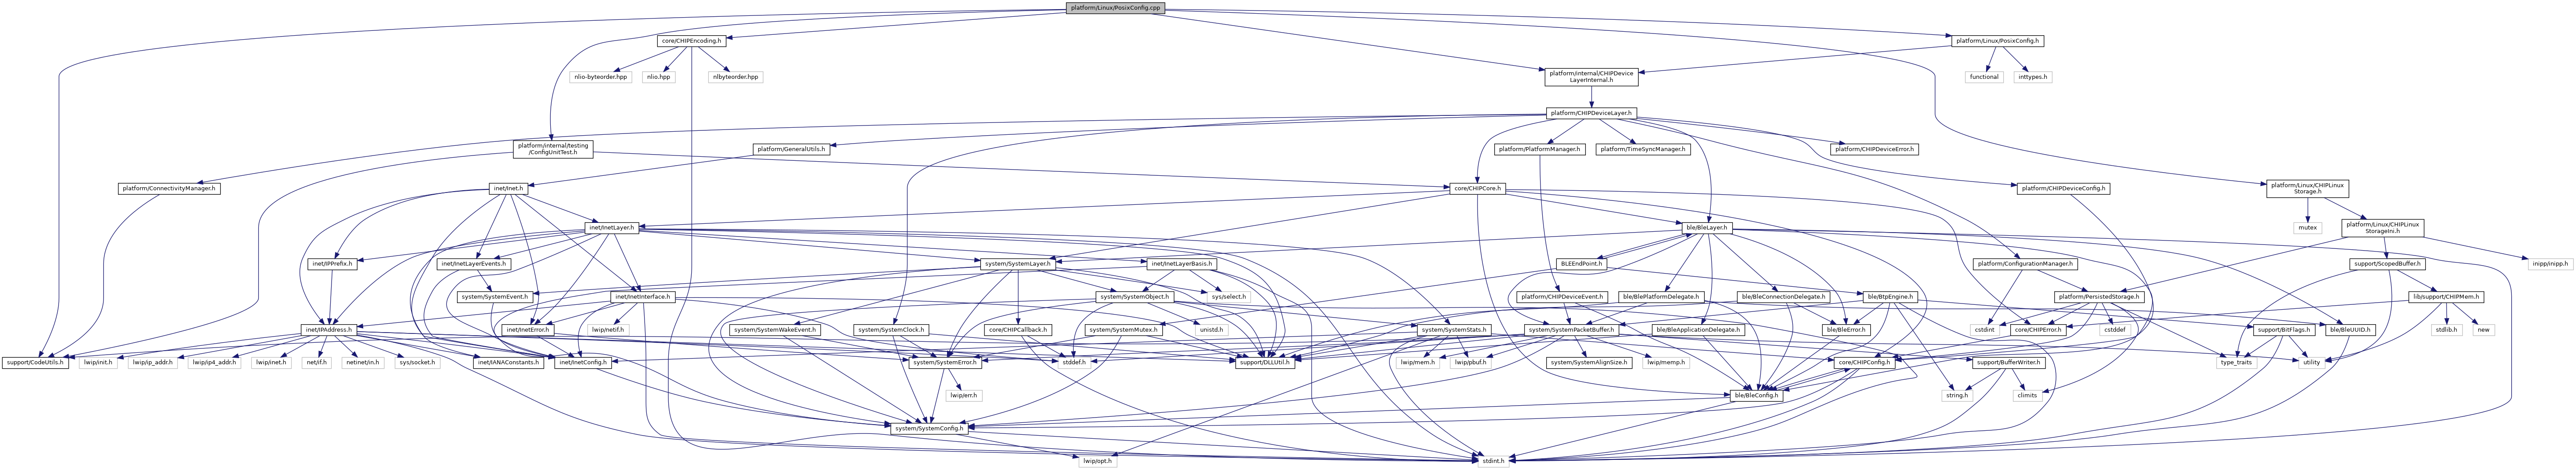 platform/Linux/PosixConfig.cpp
core/CHIPEncoding.h
platform/Linux/PosixConfig.h
nlio-byteorder.hpp
nlio.hpp
nlbyteorder.hpp
platform/internal/CHIPDevice
LayerInternal.h
functional
inttypes.h
platform/CHIPDeviceLayer.h
platform/internal/testing
/ConfigUnitTest.h
platform/GeneralUtils.h
platform/PlatformManager.h
platform/TimeSyncManager.h
platform/CHIPDeviceError.h
platform/ConnectivityManager.h
inet/Inet.h
core/CHIPCore.h
platform/CHIPDeviceConfig.h
platform/Linux/CHIPLinux
Storage.h
inet/InetLayer.h
ble/BleLayer.h
mutex
platform/Linux/CHIPLinux
StorageIni.h
inet/IPPrefix.h
inet/InetLayerEvents.h
system/SystemLayer.h
inet/InetLayerBasis.h
BLEEndPoint.h
platform/ConfigurationManager.h
support/ScopedBuffer.h
inipp/inipp.h
system/SystemEvent.h
inet/InetInterface.h
system/SystemObject.h
sys/select.h
platform/CHIPDeviceEvent.h
ble/BlePlatformDelegate.h
ble/BleConnectionDelegate.h
ble/BtpEngine.h
platform/PersistedStorage.h
lib/support/CHIPMem.h
inet/IPAddress.h
inet/InetError.h
lwip/netif.h
system/SystemWakeEvent.h
system/SystemClock.h
core/CHIPCallback.h
system/SystemMutex.h
unistd.h
system/SystemStats.h
system/SystemPacketBuffer.h
ble/BleApplicationDelegate.h
ble/BleError.h
cstdint
core/CHIPError.h
cstddef
support/BitFlags.h
ble/BleUUID.h
stdlib.h
new
support/CodeUtils.h
lwip/init.h
lwip/ip_addr.h
lwip/ip4_addr.h
lwip/inet.h
net/if.h
netinet/in.h
sys/socket.h
inet/IANAConstants.h
inet/InetConfig.h
system/SystemError.h
stddef.h
support/DLLUtil.h
lwip/mem.h
lwip/pbuf.h
system/SystemAlignSize.h
lwip/memp.h
core/CHIPConfig.h
support/BufferWriter.h
type_traits
utility
lwip/err.h
ble/BleConfig.h
string.h
climits
system/SystemConfig.h
lwip/opt.h
stdint.h